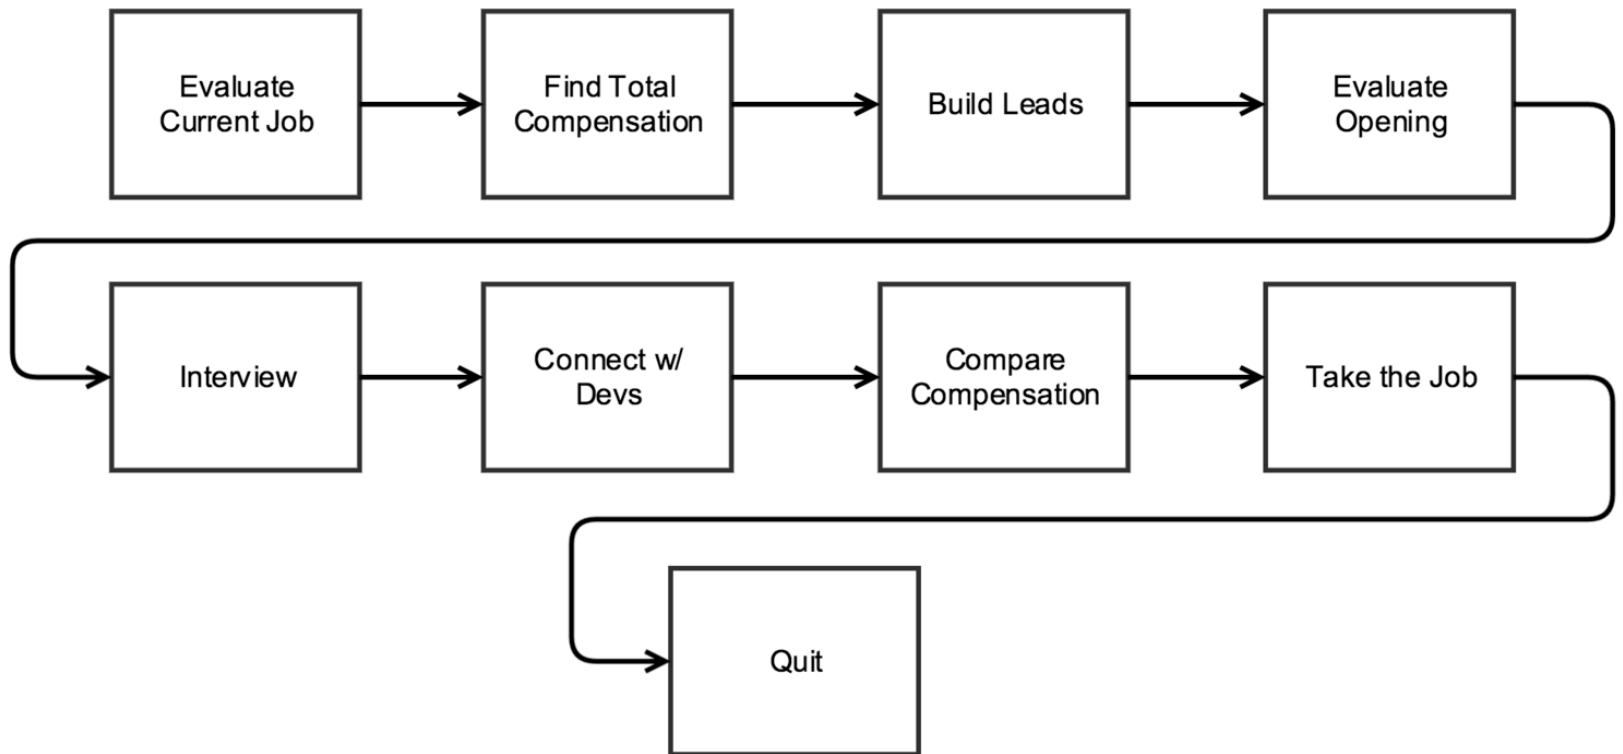 Evaluate
Current Job
Find Total
Compensation
Build Leads
Evaluate
Opening
Interview
Connect w/
Devs
Compare
Compensation
Take the Job
Quit